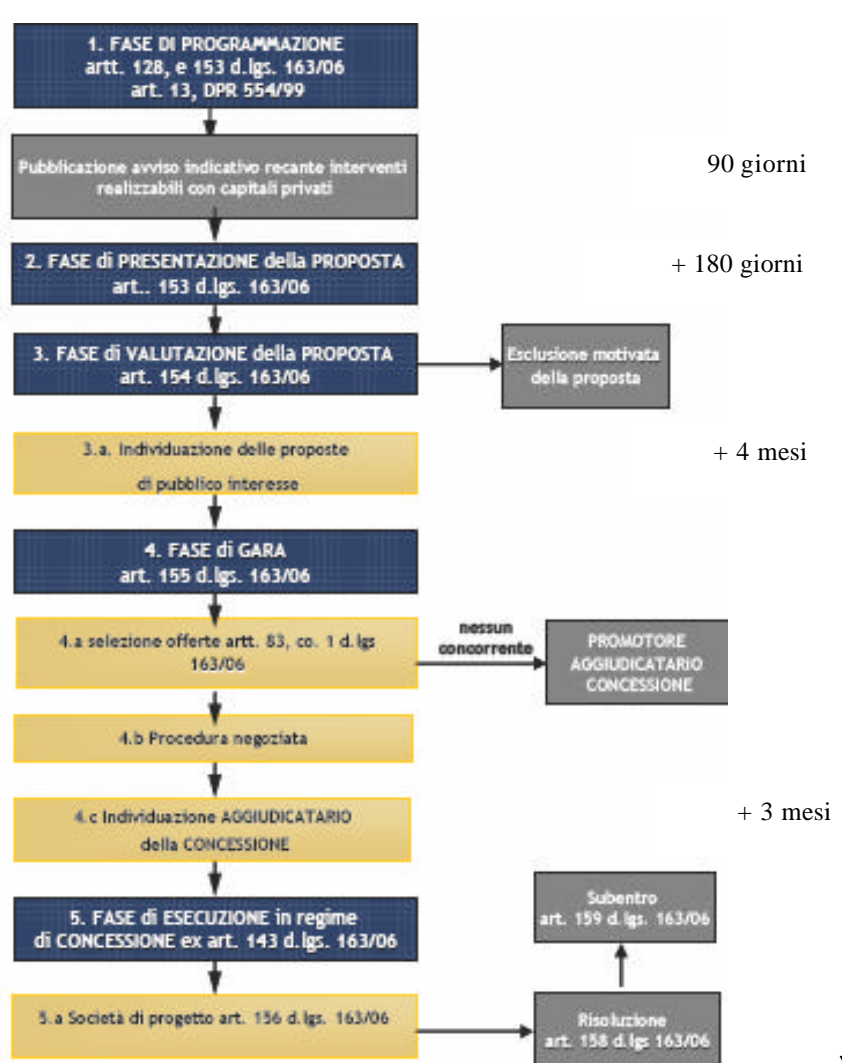 1. FASE DI PROGRAMMAZIONE
artt. 128, e 153 d.lgs. 163/06
art. 13, DPR 554/99
Pubblicazione avviso indicativo recante interventi
realizzabili con capitali privati
90 giorni
2. FASE di PRESENTAZIONE della PROPOSTA
art.. 153 d.lgs. 163/06
+ 180 giorni
3. FASE di VALUTAZIONE della PROPOSTA
art. 154 d.lgs. 163/06
Esclusione motivata
della proposta
3.a. Individuazione delle proposte
di pubblico interesse
+ 4 mesi
4. FASE di GARA
art. 155 d.lgs. 163/06
4.a selezione offerte artt. 83, co. 1 d.lgs
163/06
nessun
concorrente
PROMOTORE
AGGIUDICATARIO
CONCESSIONE
4.b Procedura negoziata
4.c Individuazione AGGIUDICATARIO
della CONCESSIONE
+ 3 mesi
5. FASE di ESECUZIONE in regime
di CONCESSIONE ex art. 143 d.lgs. 163/06
Subentro
art. 159 d.lgs. 163/06
5.a Società di progetto art. 156 d.lgs. 163/06
Risoluzione
art. 158 d.lgs 163/06